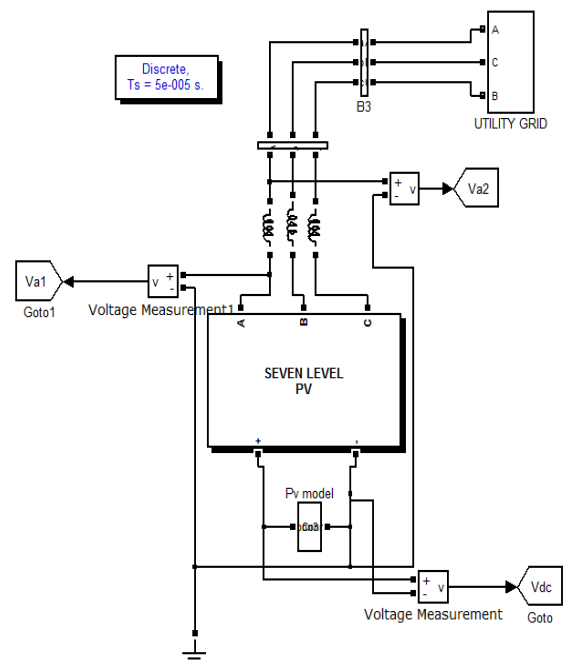 A
C
B
UTILITY GRID
B3
Discrete,
Ts = 5e-005 s.
+
-
v
Va2
Va1
Goto1
v
+
-
Voltage Measurement1
A
B
C
SEVEN LEVEL
PV
+
-
Pv model
+
-
v
Vdc
Voltage Measurement
Goto